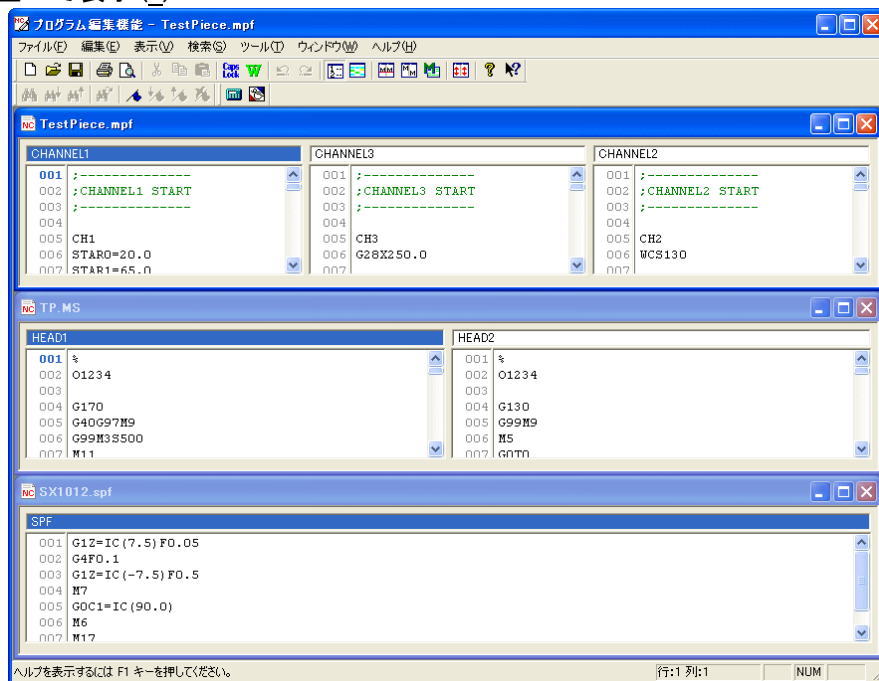 プログラム編集機能 - TestPiece.mpf
ファイル(F) 編集(E) 表示(V) 検索(S) ツール(T) ウィンドウ(W) ヘルプ(H)
Caps Lock
TestPiece.mpf
CHANNEL1
001 ;--------------
002 ;CHANNEL1 START
003 ;--------------
004
005 CH1
006 STAR0=20.0
007 STAR1=65.0
CHANNEL3
001 ;--------------
002 ;CHANNEL3 START
003 ;--------------
004
005 CH3
006 G28X250.0
007
CHANNEL2
001 ;--------------
002 ;CHANNEL2 START
003 ;--------------
004
005 CH2
006 WCS130
007
TP.MS
HEAD1
001 %
002 O1234
003
004 G170
005 G40G97M9
006 G99M3S500
007 M11
HEAD2
001 %
002 O1234
003
004 G130
005 G99M9
006 M5
007 GOTO
SX1012.spf
SPF
001 G1Z=IC(7.5)F0.05
002 G4F0.1
003 G1Z=IC(-7.5)F0.5
004 M7
005 G0C1=IC(90.0)
006 M6
007 M17
ヘルプを表示するには F1 キーを押してください。
行:1 列:1
NUM